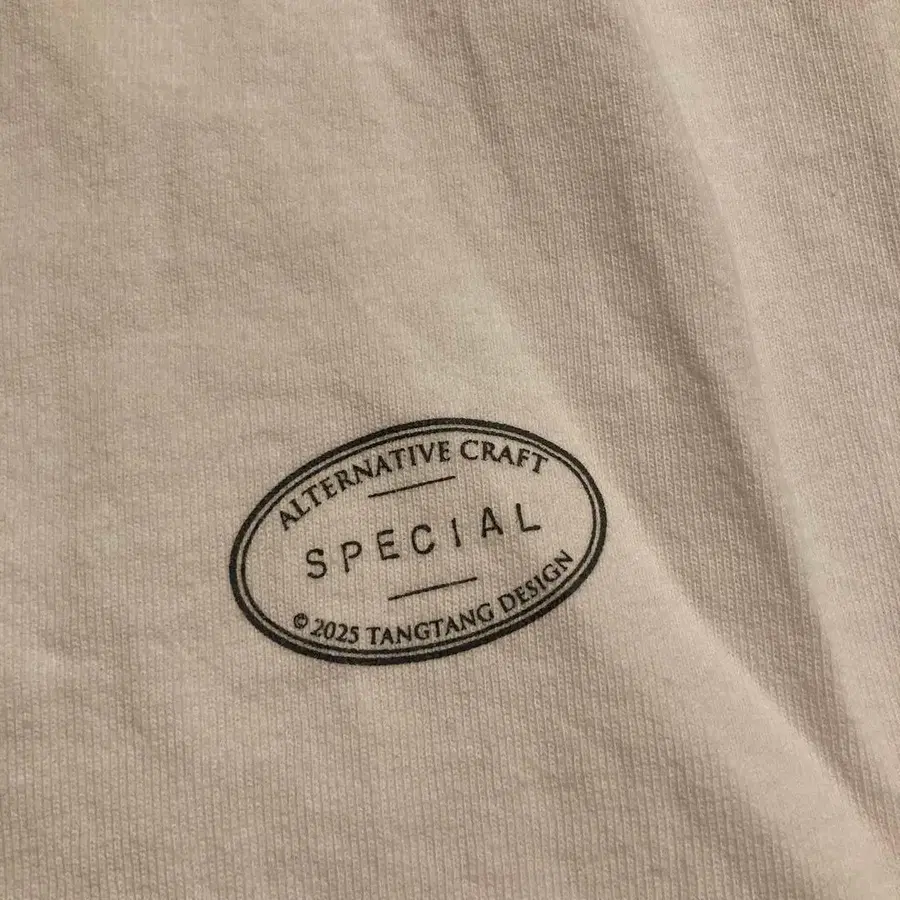 ALTERNATIVE CRAFT
SPECIAL
© 2025 TANGTANG DESIGN